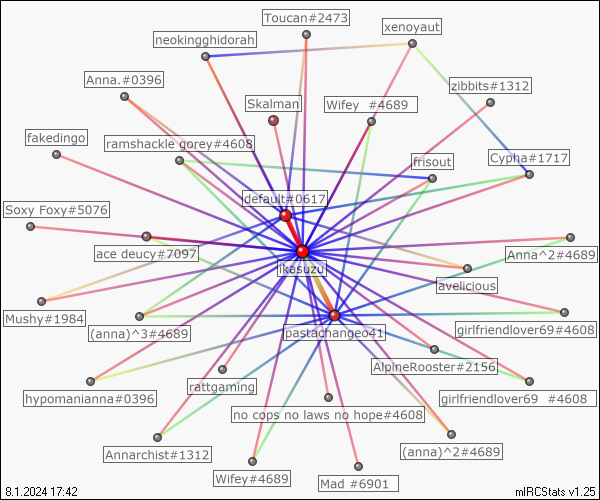 Toucan#2473
xenoyaut
neokingghidorah
Anna.#0396
zibbits#1312
Skalman
Wifey #4689
fakedingo
ramshackle gorey#4608
frisout
Cypha#1717
default#0617
Soxy Foxy#5076
ace deucy#7097
Anna^2#4689
[kasuzu]
avelicious
Mushy#1984
(anna)^3#4689
pastachange041
girlfriendlover69#4608
AlpineRooster#2156
rattgaming
hypomanianna#0396
girlfriendlover69 #4608
no cops no laws no hope#4608
Annarchist#1312
(anna)^2#4689
Wifey#4689
Mad #6901
8.1.2024 17:42
mIRCStats v1.25